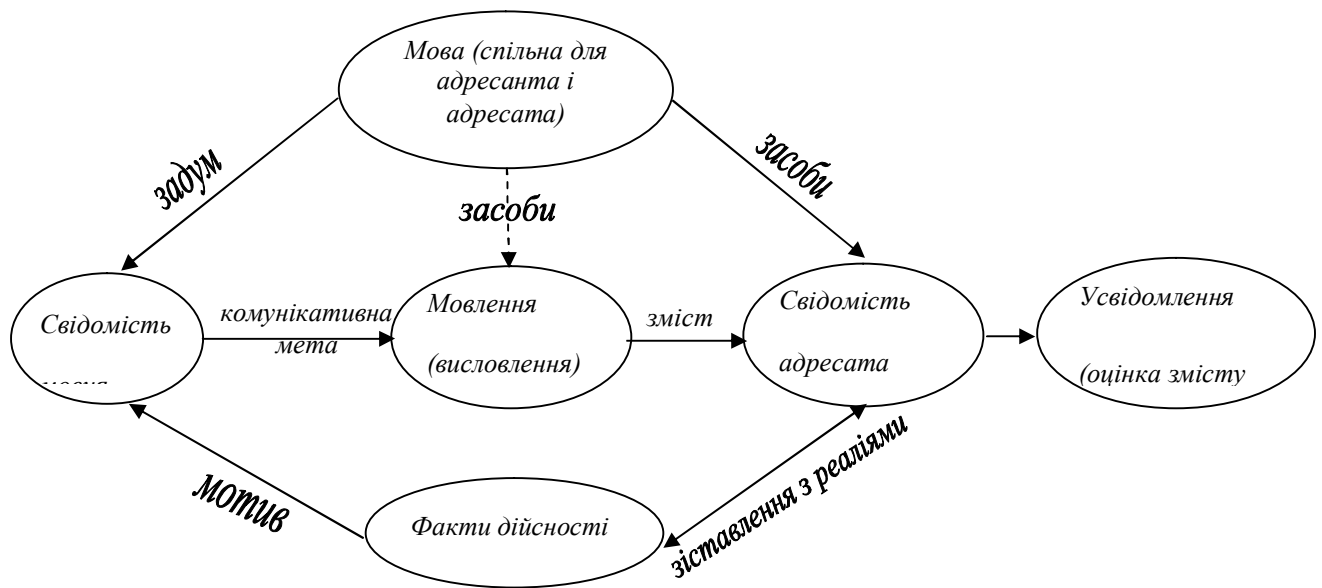 Мова (спільна для
адресанта і
адресата)
задум
засоби
засоби
Свідомість
комунікативна
мета
Мовлення
(висловлення)
зміст
Свідомість
адресата
Усвідомлення
(оцінка змісту
мотив
Факти дійсності
зіставлення з реаліями